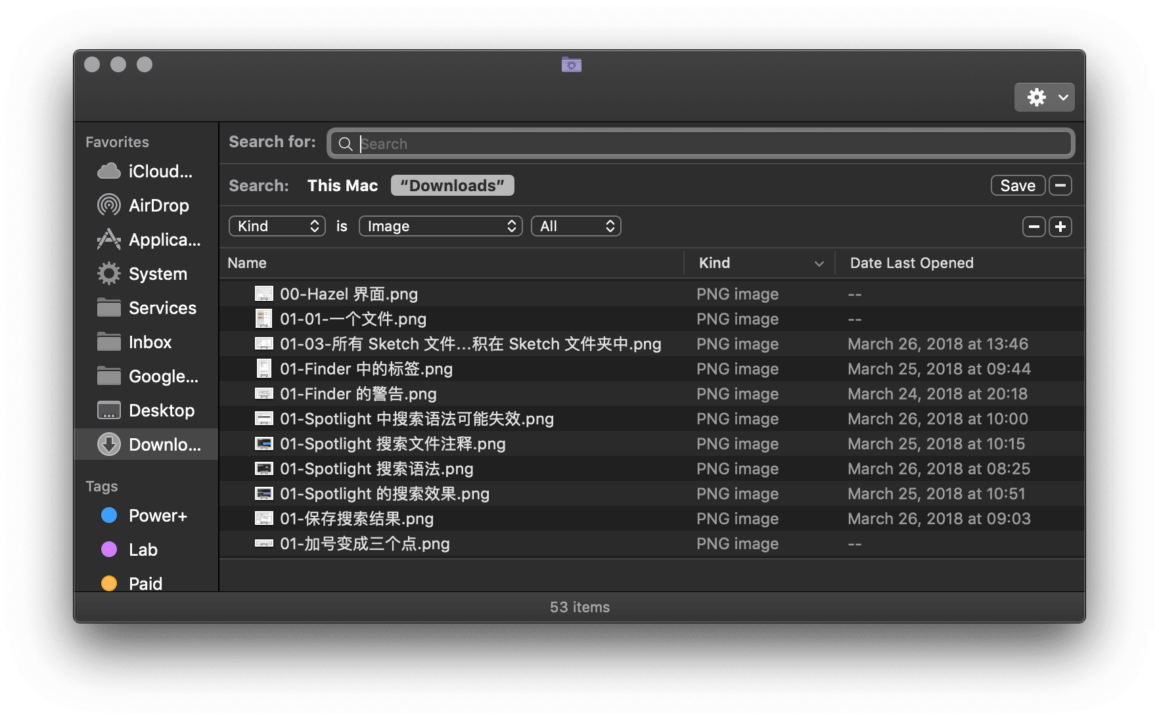 Favorites
iCloud...
AirDrop
Applica...
System
Services
Inbox
Google...
Desktop
Downlo...
Tags
Power+
Lab
Paid
Search for: Search
Search: This Mac “Downloads” Save
Kind is Image All
Name Kind Date Last Opened
00-Hazel 界面.png PNG image --
01-01-一个文件.png PNG image --
01-03-所有 Sketch 文件...积在 Sketch 文件夹中.png PNG image March 26, 2018 at 13:46
01-Finder 中的标签.png PNG image March 25, 2018 at 09:44
01-Finder 的警告.png PNG image March 24, 2018 at 20:18
01-Spotlight 中搜索语法可能失效.png PNG image March 26, 2018 at 10:00
01-Spotlight 搜索文件注释.png PNG image March 25, 2018 at 10:15
01-Spotlight 搜索语法.png PNG image March 26, 2018 at 08:25
01-Spotlight 的搜索效果.png PNG image March 25, 2018 at 10:51
01-保存搜索结果.png PNG image March 26, 2018 at 09:03
01-加号变成三个点.png PNG image --
53 items